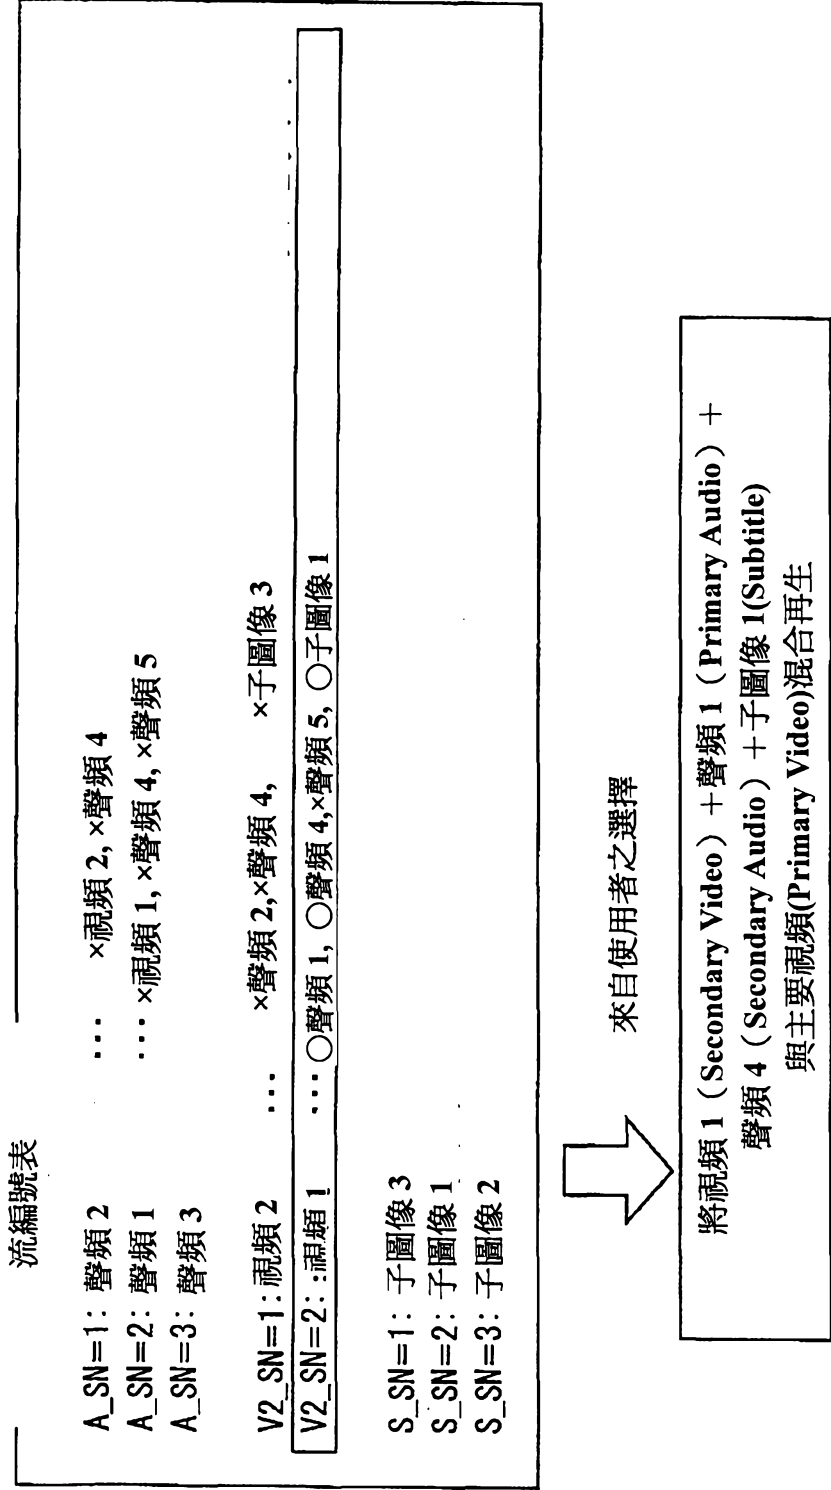 流編號表
A_SN=1: 聲頻 2 ··· ×視頻 2, ×聲頻 4
A_SN=2: 聲頻 1 ··· ×視頻 1, ×聲頻 4, ×聲頻 5
A_SN=3: 聲頻 3
V2_SN=1: 視頻 2 ··· ×聲頻 2,×聲頻 4, ×子圖像 3
V2_SN=2: 視頻 1 ··· ○聲頻 1, ○聲頻 4,×聲頻 5, ○子圖像 1
S_SN=1: 子圖像 3
S_SN=2: 子圖像 1
S_SN=3: 子圖像 2
來自使用者之選擇
將視頻 1（Secondary Video）＋聲頻 1（Primary Audio）＋
聲頻 4（Secondary Audio）＋子圖像 1(Subtitle)
與主要視頻(Primary Video)混合再生